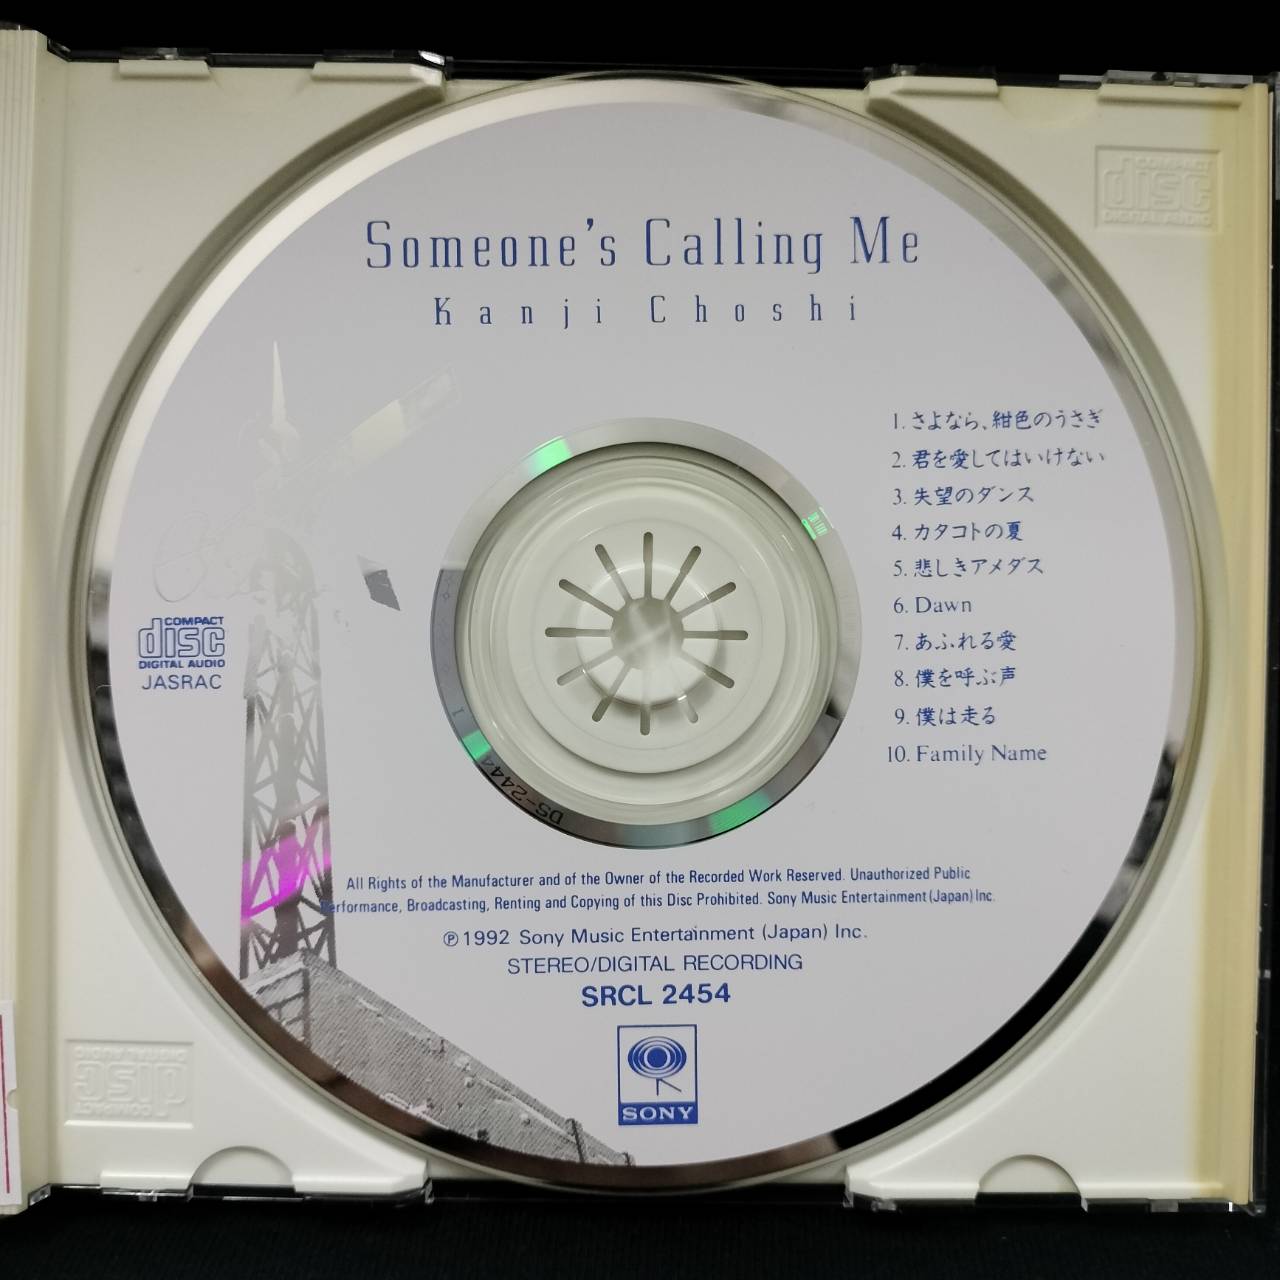 COMPACT
disc
DIGITAL AUDIO
Someone's Calling Me
Kanji Choshi
1. さよなら、紺色のうさぎ
2. 君を愛してはいけない
3. 失望のダンス
4. カタコトの夏
5. 悲しきアメダス
6. Dawn
7. あふれる愛
8. 僕を呼ぶ声
9. 僕は走る
10. Family Name
COMPACT
disc
DIGITAL AUDIO
JASRAC
DS-2444
All Rights of the Manufacturer and of the Owner of the Recorded Work Reserved. Unauthorized Public
Performance, Broadcasting, Renting and Copying of this Disc Prohibited. Sony Music Entertainment (Japan) Inc.
℗1992 Sony Music Entertainment (Japan) Inc.
STEREO/DIGITAL RECORDING
SRCL 2454
SONY
COMPACT
disc
DIGITAL AUDIO